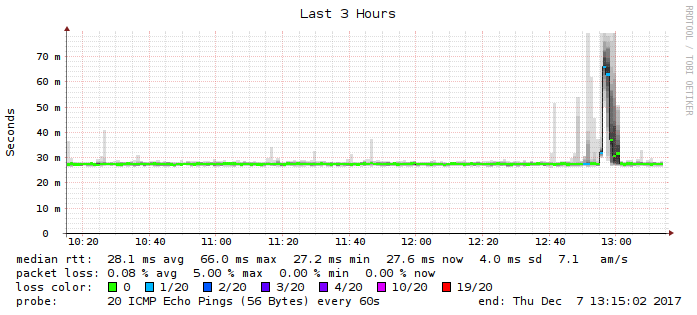 Last 3 Hours
RRDTOOL / TOBI OETIKER
Seconds
70 m
60 m
50 m
40 m
30 m
20 m
10 m
0
10:20 10:40 11:00 11:20 11:40 12:00 12:20 12:40 13:00
median rtt: 28.1 ms avg 66.0 ms max 27.2 ms min 27.6 ms now 4.0 ms sd 7.1 am/s
packet loss: 0.08 % avg 5.00 % max 0.00 % min 0.00 % now
loss color: 0 1/20 2/20 3/20 4/20 10/20 19/20
probe: 20 ICMP Echo Pings (56 Bytes) every 60s end: Thu Dec 7 13:15:02 2017